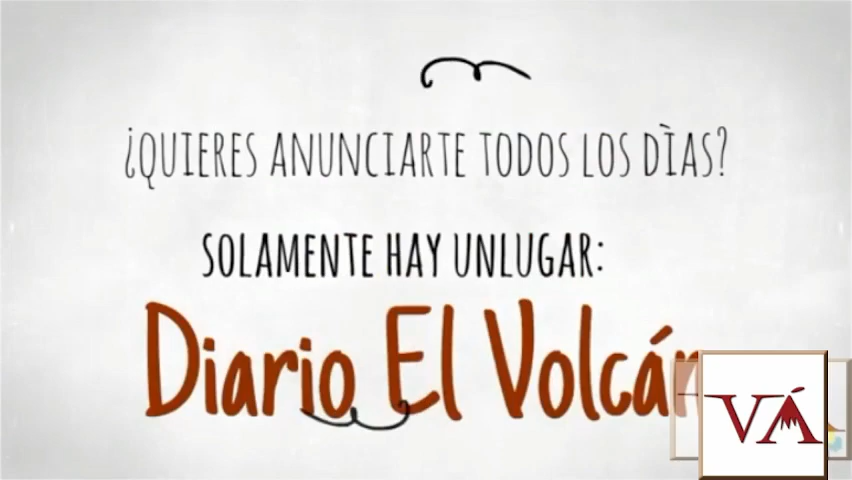 ¿QUIERES ANUNCIARTE TODOS LOS DÌAS?
SOLAMENTE HAY UNLUGAR:
Diario El Volcán
VÁ